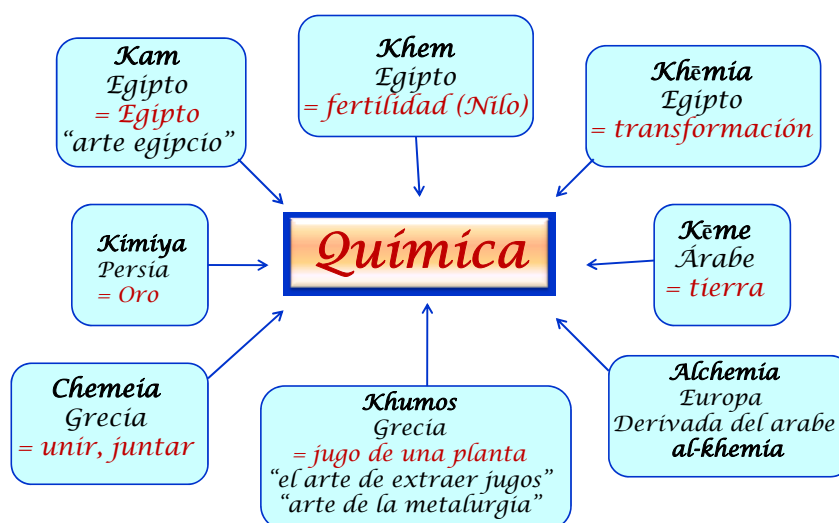 Kam
Egipto
= Egipto
“arte egipcio”
Khem
Egipto
= fertilidad (Nilo)
Khēmia
Egipto
= transformación
Kimiya
Persia
= Oro
Química
Kēme
Árabe
= tierra
Chemeia
Grecia
= unir, juntar
Khumos
Grecia
= jugo de una planta
“el arte de extraer jugos”
“arte de la metalurgia”
Alchemia
Europa
Derivada del arabe
al-khemia